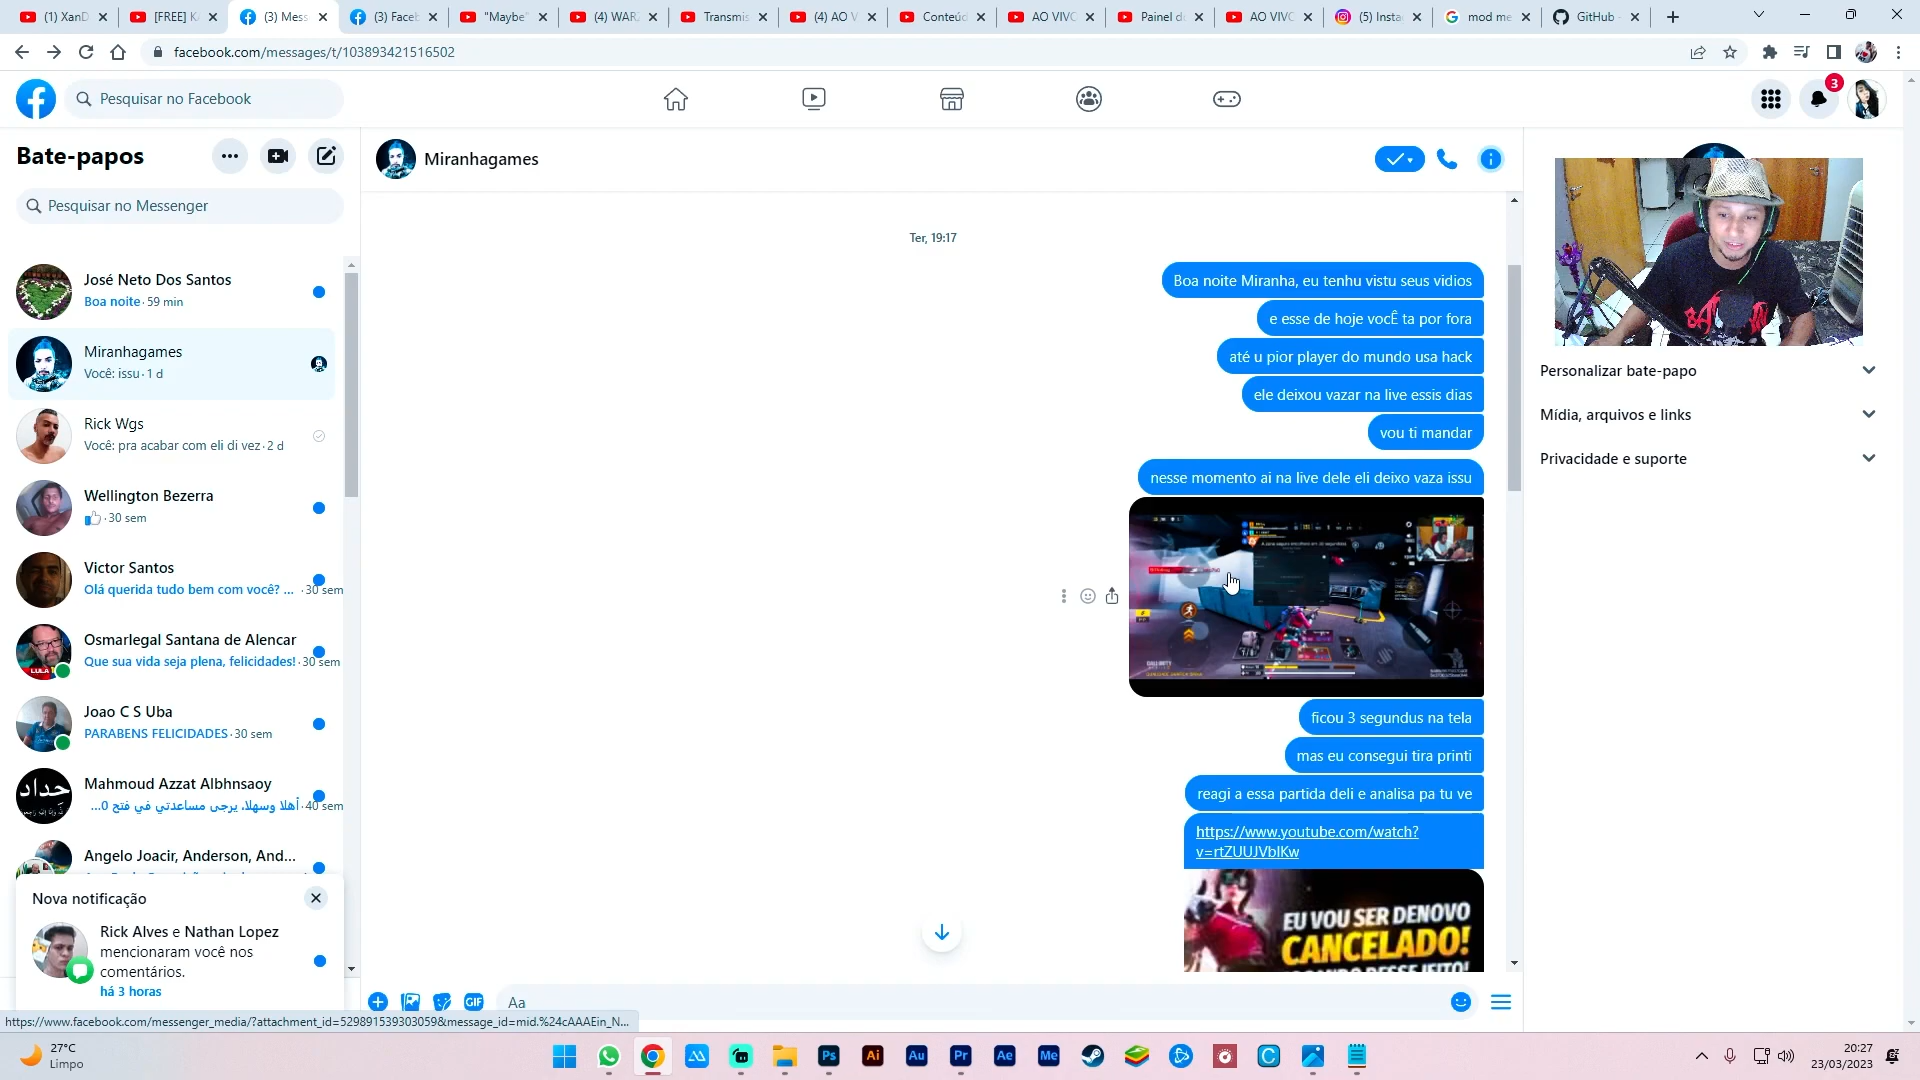 (1) XanD
[FREE] K
(3) Mess
(3) Faceb
"Maybe"
(4) WAR
Transmis
(4) AO V
Conteúd
AO VIVO
Painel d
AO VIVO
(5) Insta
mod me
GitHub -
facebook.com/messages/t/103893421516502
Pesquisar no Facebook
3
Bate-papos
Pesquisar no Messenger
José Neto Dos Santos
Boa noite · 59 min
Miranhagames
Você: issu · 1 d
Rick Wgs
Você: pra acabar com eli di vez · 2 d
Wellington Bezerra
· 30 sem
Victor Santos
Olá querida tudo bem com você? ... · 30 sem
Osmarlegal Santana de Alencar
Que sua vida seja plena, felicidades! · 30 sem
Joao C S Uba
PARABENS FELICIDADES · 30 sem
Mahmoud Azzat Albhnsaoy
أهلا وسهلا، يرجى مساعدتي في فتح 0... · 40 sem
Angelo Joacir, Anderson, And...
Nova notificação
Rick Alves e Nathan Lopez
mencionaram você nos
comentários.
há 3 horas
Miranhagames
Ter, 19:17
Boa noite Miranha, eu tenhu vistu seus vidios
e esse de hoje vocÊ ta por fora
até u pior player do mundo usa hack
ele deixou vazar na live essis dias
vou ti mandar
nesse momento ai na live dele eli deixo vaza issu
ficou 3 segundus na tela
mas eu consegui tira printi
reagi a essa partida deli e analisa pa tu ve
https://www.youtube.com/watch?
v=rtZUUJVblKw
EU VOU SER DENOVO
CANCELADO!
GIF
Aa
Personalizar bate-papo
Mídia, arquivos e links
Privacidade e suporte
https://www.facebook.com/messenger_media/?attachment_id=529891539303059&message_id=mid.%24cAAAEin_N...
27°C
Limpo
Ps
Ai
Au
Pr
Ae
Me
20:27
23/03/2023